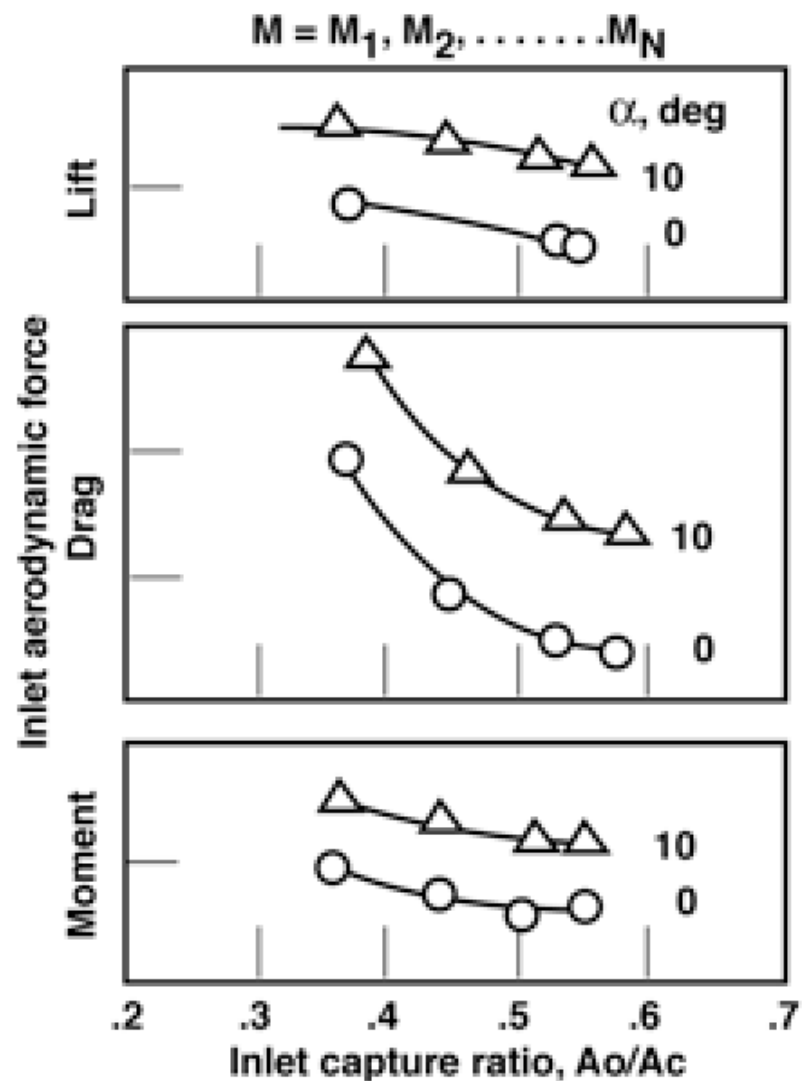 M = M1, M2, . . . . . . .MN
α, deg
10
0
Lift
10
0
Drag
Inlet aerodynamic force
10
0
Moment
.2 .3 .4 .5 .6 .7
Inlet capture ratio, Ao/Ac